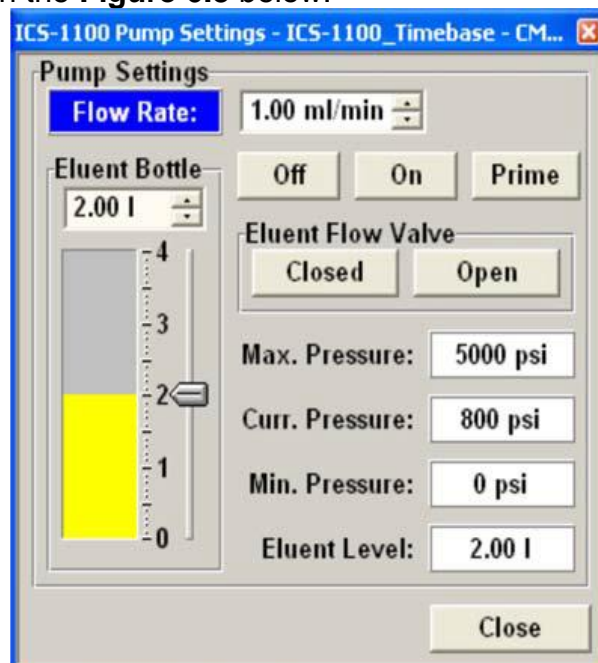 ICS-1100 Pump Settings - ICS-1100_Timebase - CM...
Pump Settings
Flow Rate: 1.00 ml/min
Eluent Bottle
2.00 l
Off On Prime
Eluent Flow Valve
Closed Open
4
3
2
1
0
Max. Pressure: 5000 psi
Curr. Pressure: 800 psi
Min. Pressure: 0 psi
Eluent Level: 2.00 l
Close